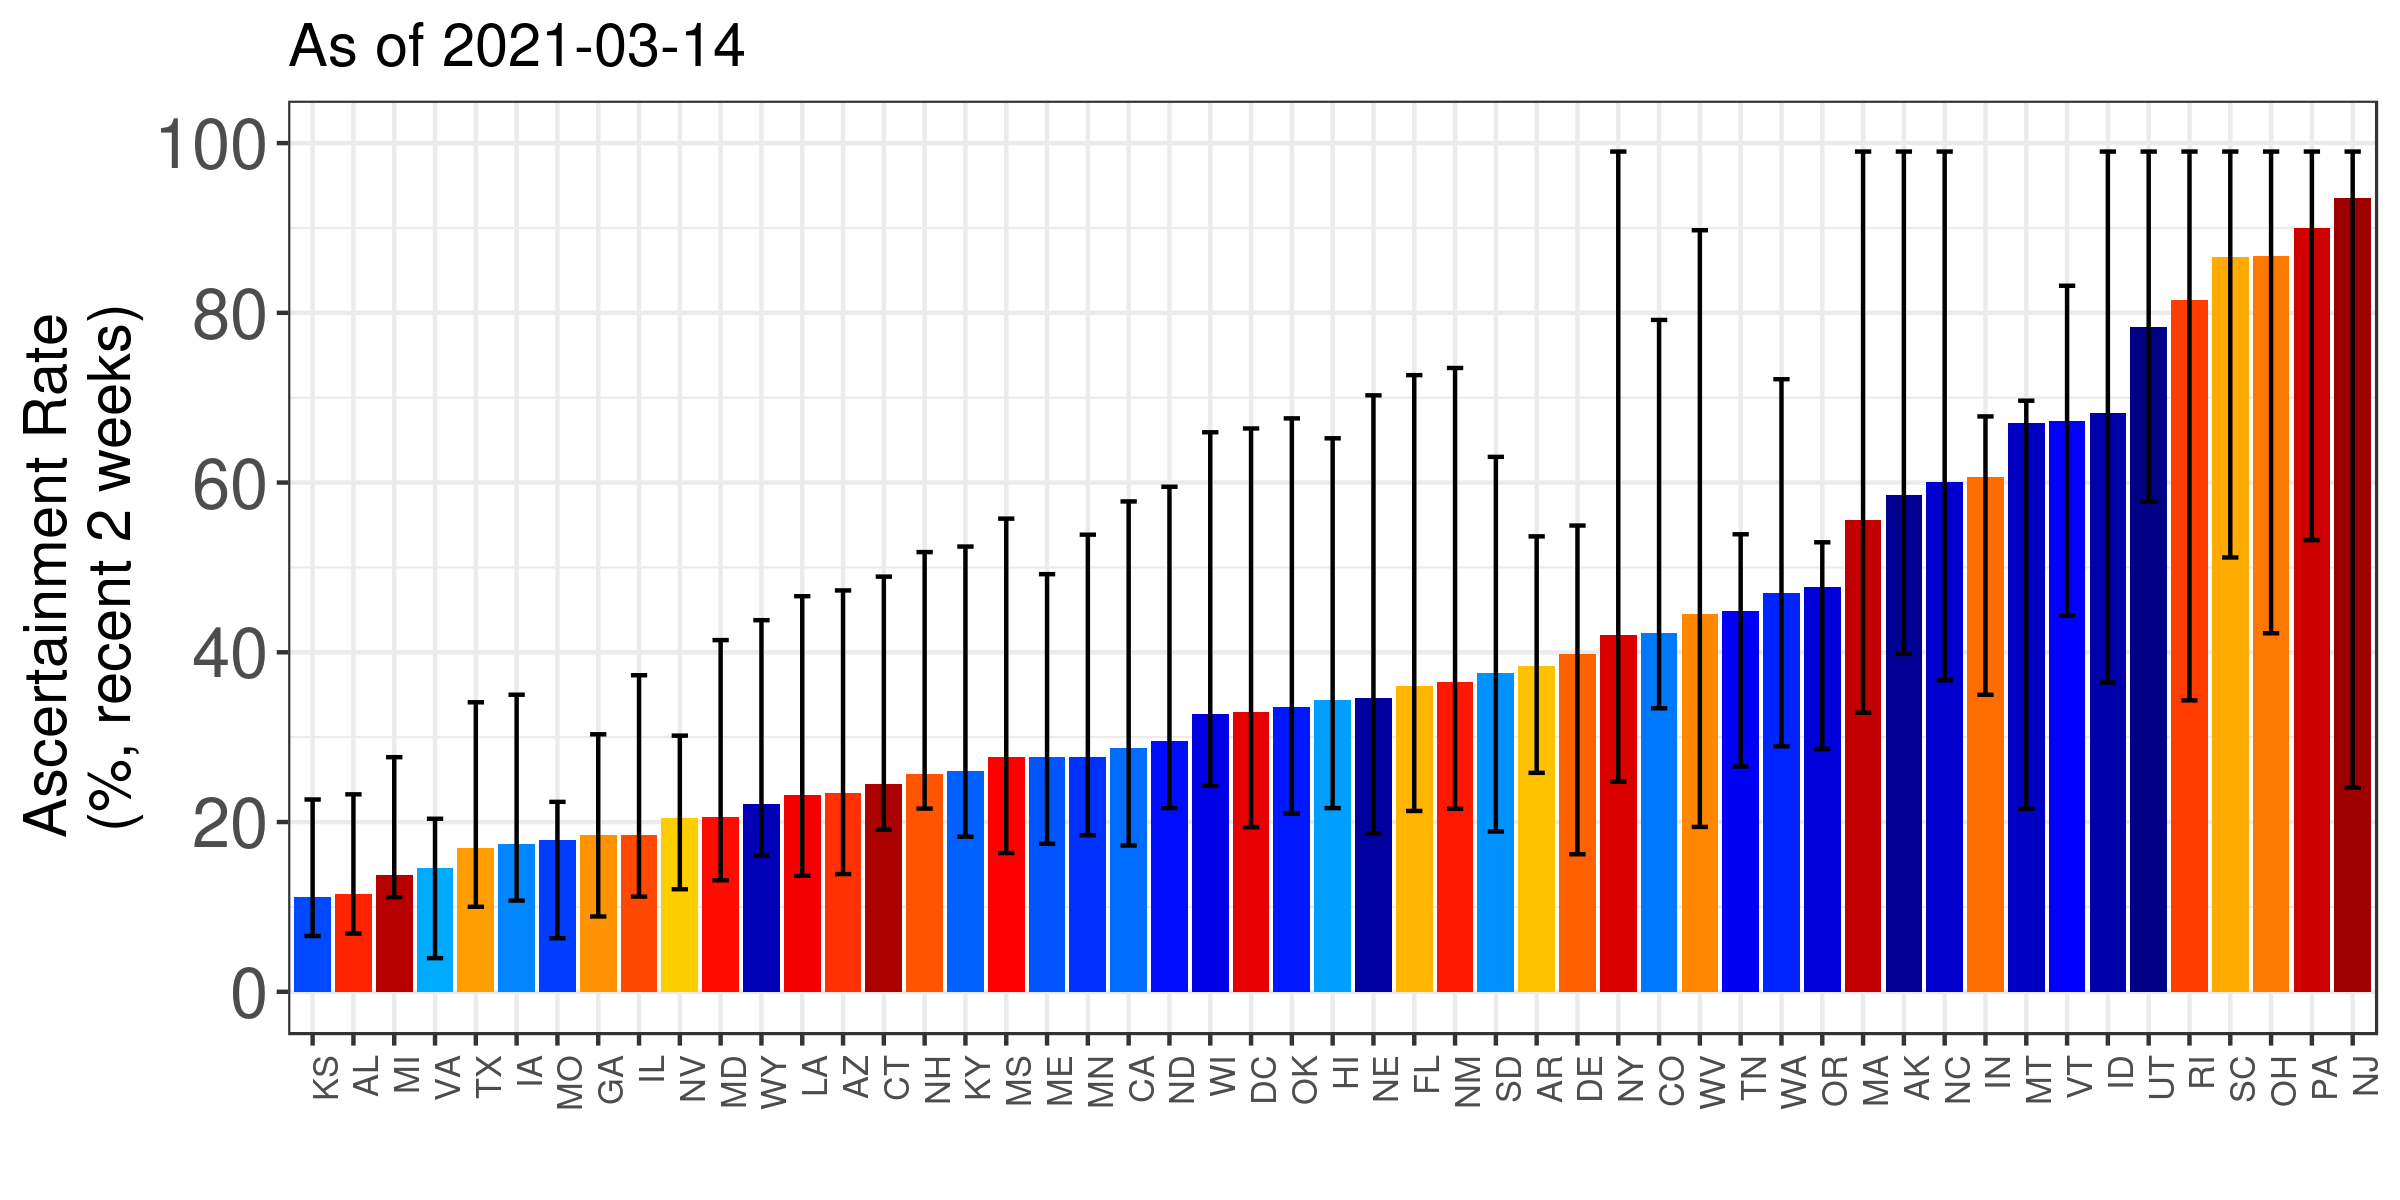 As of 2021-03-14
Ascertainment Rate
(%, recent 2 weeks)
100
80
60
40
20
0
KS AL MI VA TX IA MO GA IL NV MD WY LA AZ CT NH KY MS ME MN CA ND WI DC OK HI NE FL NM SD AR DE NY CO WV TN WA OR MA AK NC IN MT VT ID UT RI SC OH PA NJ